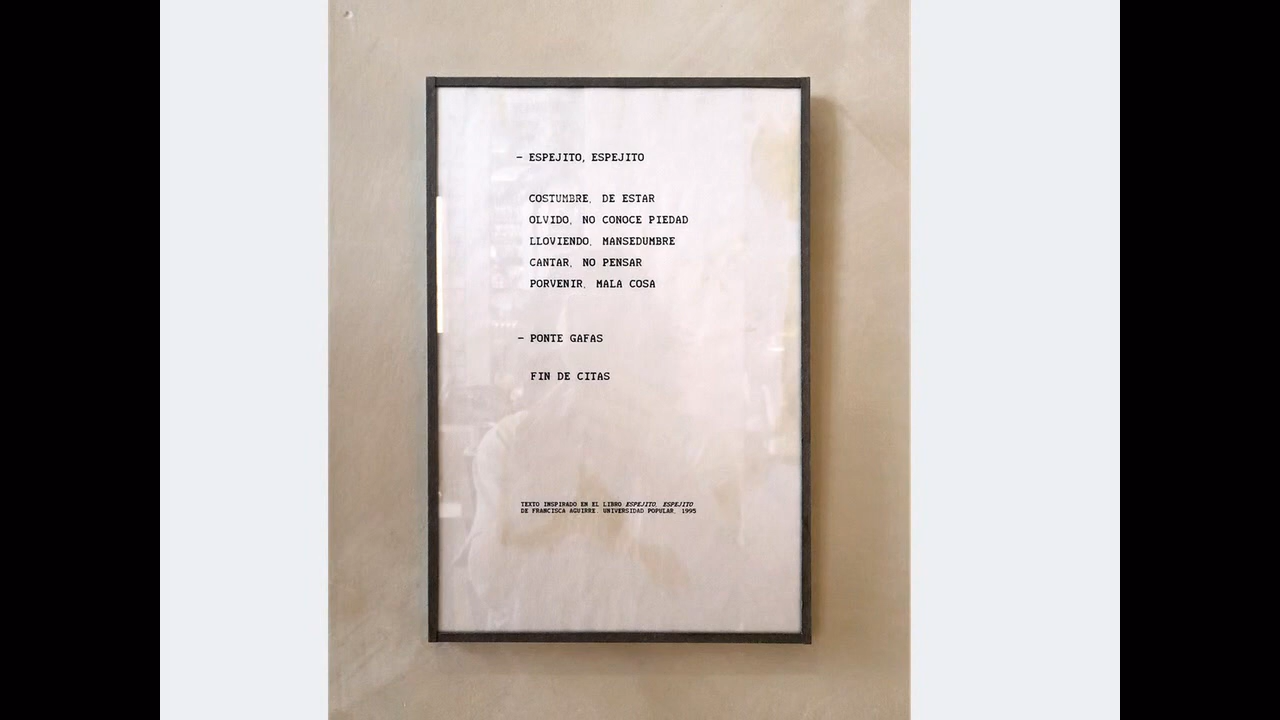 – ESPEJITO, ESPEJITO
COSTUMBRE, DE ESTAR
OLVIDO, NO CONOCE PIEDAD
LLOVIENDO, MANSEDUMBRE
CANTAR, NO PENSAR
PORVENIR, MALA COSA
– PONTE GAFAS
FIN DE CITAS
TEXTO INSPIRADO EN EL LIBRO ESPEJITO, ESPEJITO
DE FRANCISCA AGUIRRE. UNIVERSIDAD POPULAR, 1995